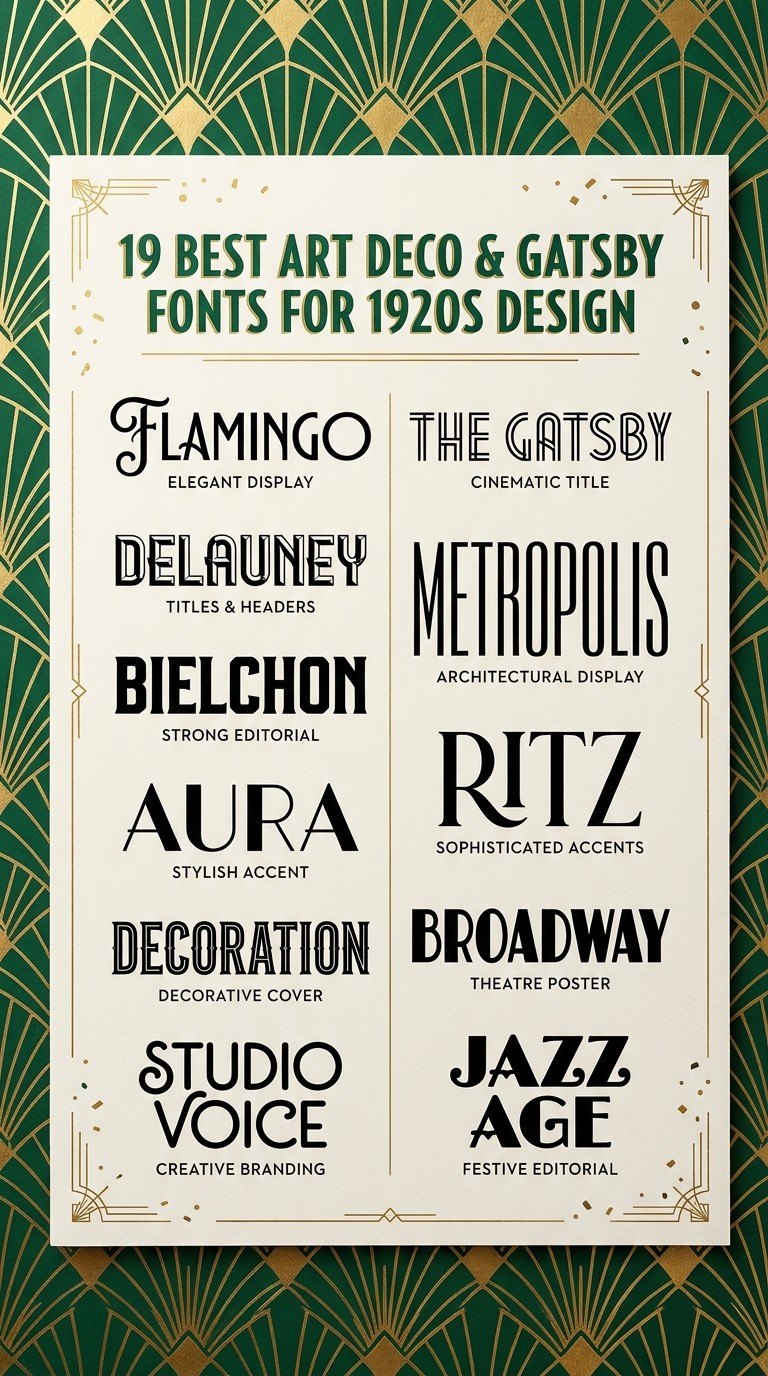 19 BEST ART DECO & GATSBY
FONTS FOR 1920S DESIGN
FLAMINGO
ELEGANT DISPLAY
DELAUNEY
TITLES & HEADERS
BIELCHON
STRONG EDITORIAL
AURA
STYLISH ACCENT
DECORATION
DECORATIVE COVER
STUDIO
VOICE
CREATIVE BRANDING
THE GATSBY
CINEMATIC TITLE
METROPOLIS
ARCHITECTURAL DISPLAY
RITZ
SOPHISTICATED ACCENTS
BROADWAY
THEATRE POSTER
JAZZ
AGE
FESTIVE EDITORIAL